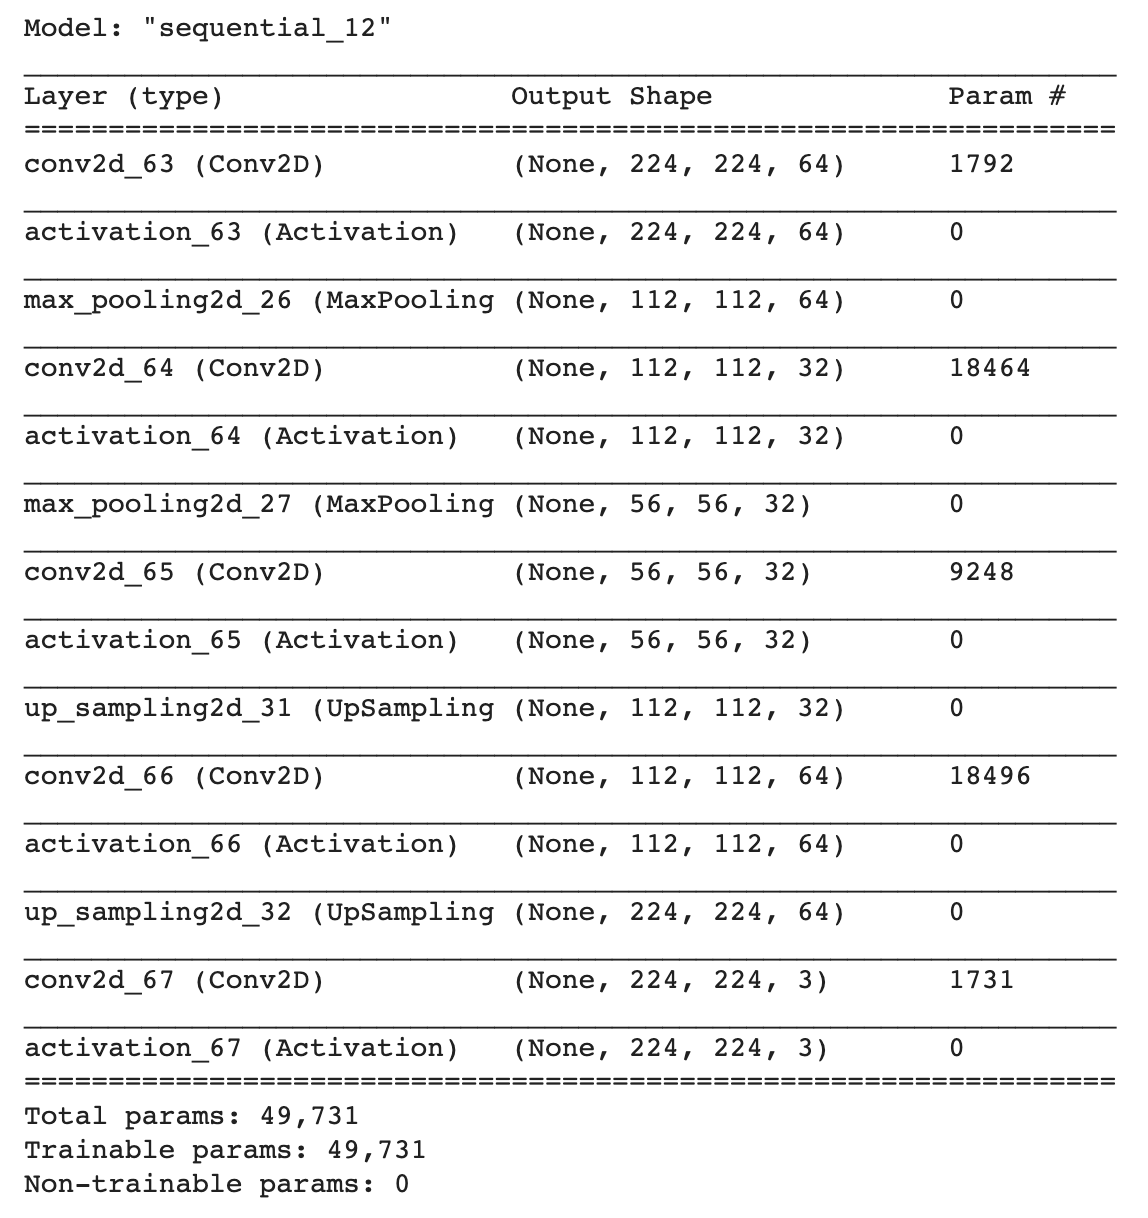 Model: "sequential_12"
Layer (type) Output Shape Param #
conv2d_63 (Conv2D) (None, 224, 224, 64) 1792
activation_63 (Activation) (None, 224, 224, 64) 0
max_pooling2d_26 (MaxPooling (None, 112, 112, 64) 0
conv2d_64 (Conv2D) (None, 112, 112, 32) 18464
activation_64 (Activation) (None, 112, 112, 32) 0
max_pooling2d_27 (MaxPooling (None, 56, 56, 32) 0
conv2d_65 (Conv2D) (None, 56, 56, 32) 9248
activation_65 (Activation) (None, 56, 56, 32) 0
up_sampling2d_31 (UpSampling (None, 112, 112, 32) 0
conv2d_66 (Conv2D) (None, 112, 112, 64) 18496
activation_66 (Activation) (None, 112, 112, 64) 0
up_sampling2d_32 (UpSampling (None, 224, 224, 64) 0
conv2d_67 (Conv2D) (None, 224, 224, 3) 1731
activation_67 (Activation) (None, 224, 224, 3) 0
Total params: 49,731
Trainable params: 49,731
Non-trainable params: 0